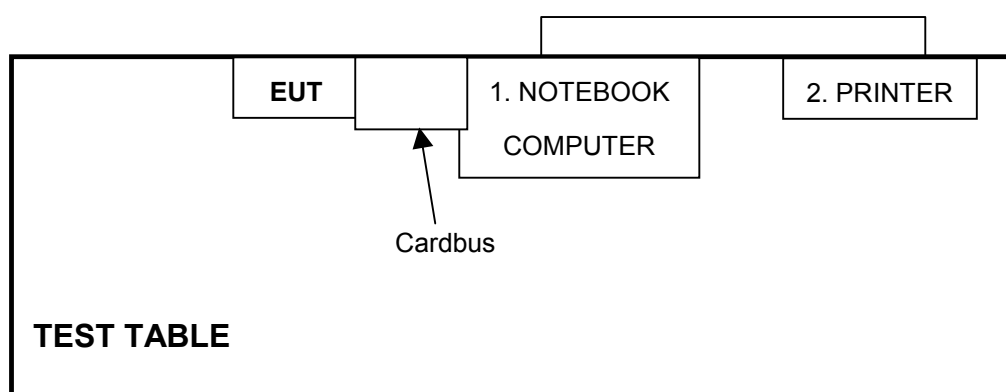 EUT
1. NOTEBOOK
COMPUTER
2. PRINTER
Cardbus
TEST TABLE